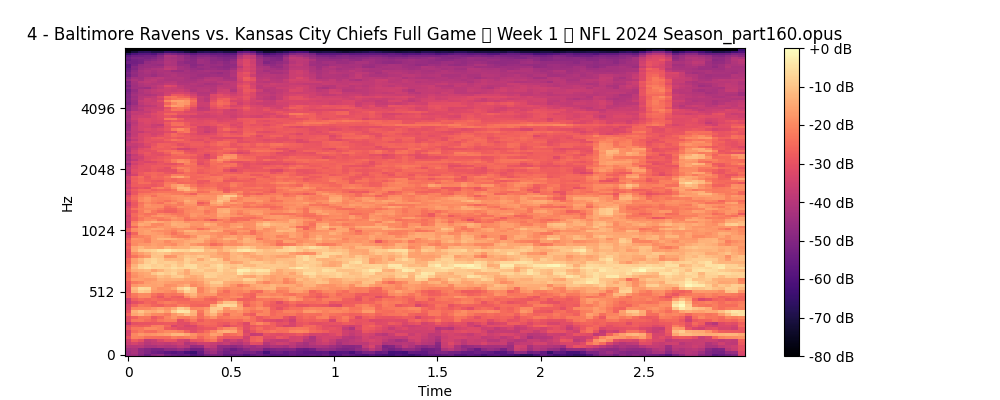 4 - Baltimore Ravens vs. Kansas City Chiefs Full Game ▯ Week 1 ▯ NFL 2024 Season_part160.opus
+0 dB
-10 dB
-20 dB
-30 dB
-40 dB
-50 dB
-60 dB
-70 dB
-80 dB
4096
2048
1024
512
0
Hz
0
0.5
1
1.5
2
2.5
Time